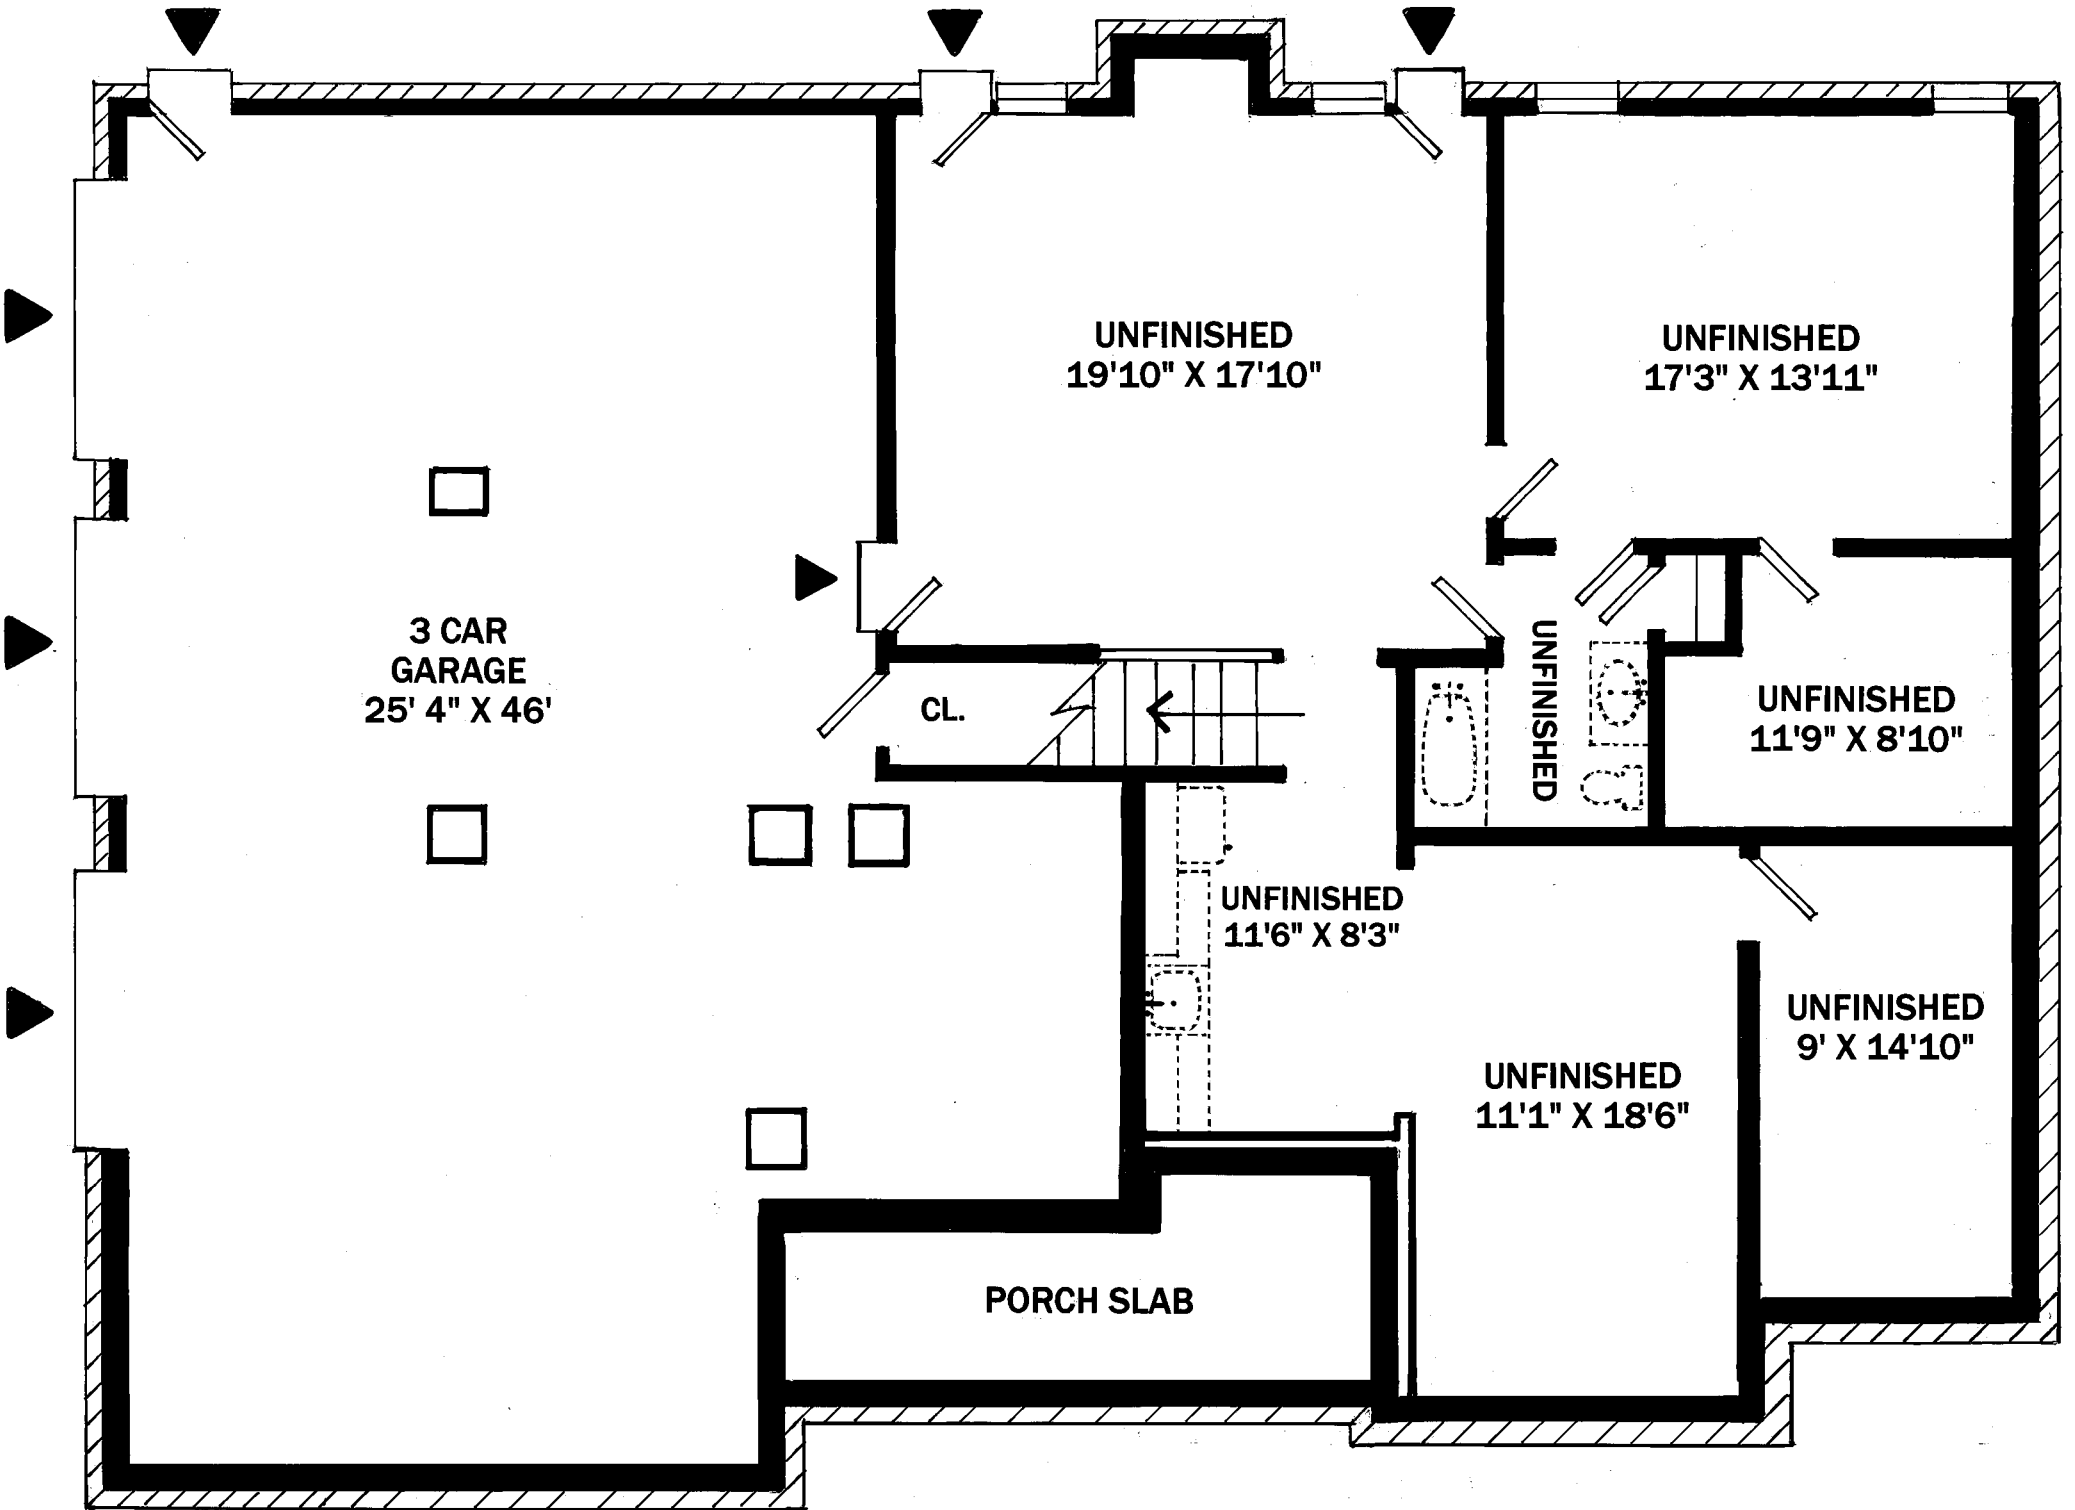 UNFINISHED
19'10" X 17'10"
UNFINISHED
17'3" X 13'11"
3 CAR
GARAGE
25' 4" X 46'
CL.
UNFINISHED
UNFINISHED
11'9" X 8'10"
UNFINISHED
11'6" X 8'3"
UNFINISHED
9' X 14'10"
UNFINISHED
11'1" X 18'6"
PORCH SLAB